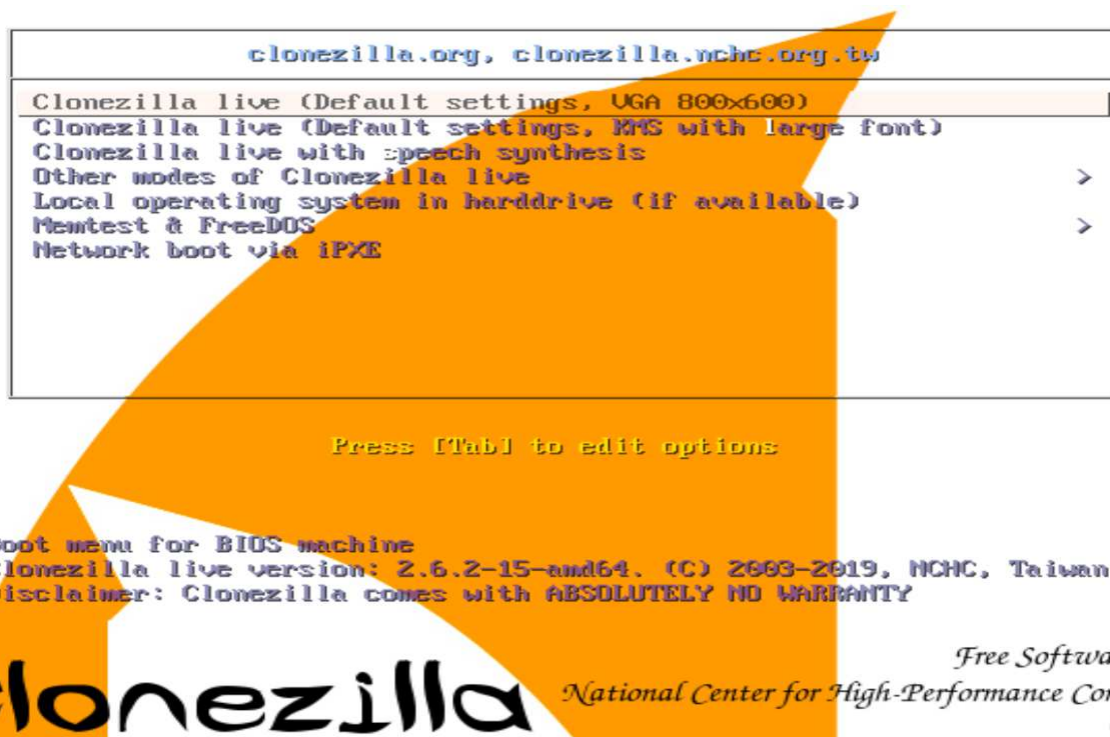 clonezilla.org, clonezilla.nchc.org.tw
Clonezilla live (Default settings, VGA 800x600)
Clonezilla live (Default settings, KMS with large font)
Clonezilla live with speech synthesis
Other modes of Clonezilla live >
Local operating system in harddrive (if available)
Memtest & FreeDOS >
Network boot via iPXE
Press [Tab] to edit options
oot menu for BIOS machine
lonezilla live version: 2.6.2-15-amd64. (C) 2003-2019, NCHC, Taiwan
isclaimer: Clonezilla comes with ABSOLUTELY NO WARRANTY
Free Softwa
clonezilla
National Center for High-Performance Com